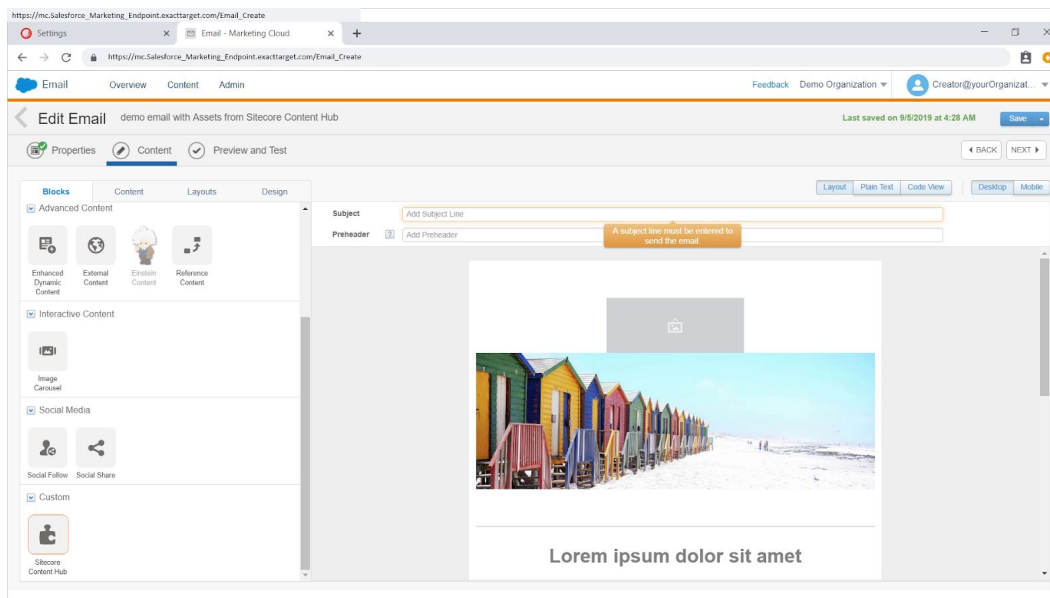 https://mc.Salesforce_Marketing_Endpoint.exacttarget.com/Email_Create
Settings
Email - Marketing Cloud
https://mc.Salesforce_Marketing_Endpoint.exacttarget.com/Email_Create
Email Overview Content Admin
Feedback Demo Organization
Creator@yourOrganizat...
Edit Email demo email with Assets from Sitecore Content Hub
Last saved on 9/5/2019 at 4:28 AM
Save
Properties Content Preview and Test
BACK NEXT
Blocks Content Layouts Design
Layout Plain Text Code View Desktop Mobile
Advanced Content
Enhanced Dynamic Content
External Content
Einstein Content
Reference Content
Interactive Content
Image Carousel
Social Media
Social Follow Social Share
Custom
Sitecore Content Hub
Subject Add Subject Line
A subject line must be entered to
send the email.
Preheader ? Add Preheader
Lorem ipsum dolor sit amet